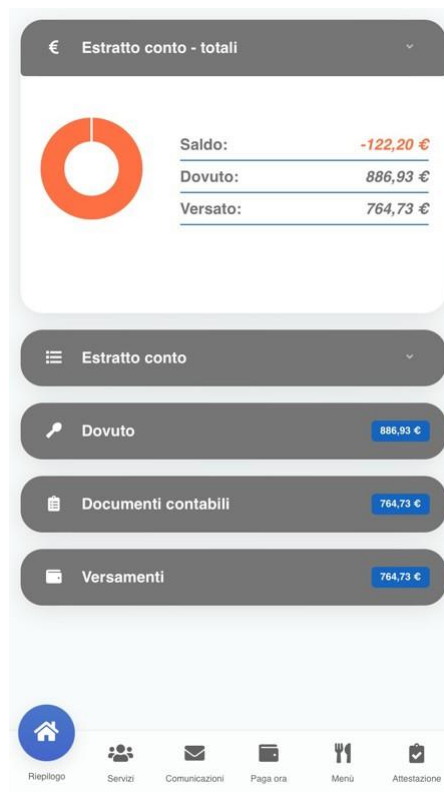 € Estratto conto - totali
Saldo: -122,20 €
Dovuto: 886,93 €
Versato: 764,73 €
Estratto conto
Dovuto 886,93 €
Documenti contabili 764,73 €
Versamenti 764,73 €
Riepilogo Servizi Comunicazioni Paga ora Menù Attestazione